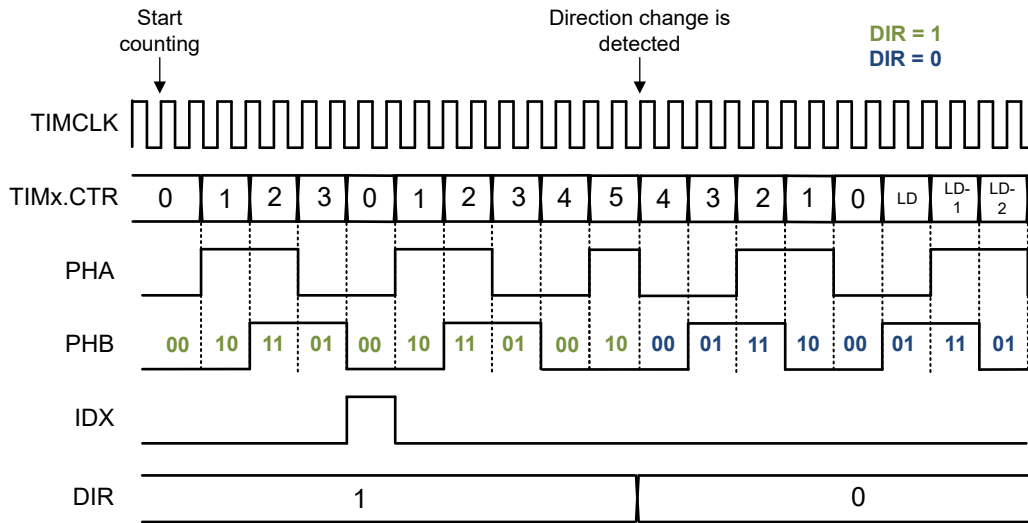 Start
counting
Direction change is
detected
DIR = 1
DIR = 0
TIMCLK
TIMx.CTR 0 1 2 3 0 1 2 3 4 5 4 3 2 1 0 LD LD-1 LD-2
PHA
PHB 00 10 11 01 00 10 11 01 00 10 00 01 11 10 00 01 11 01
IDX
DIR 1 0